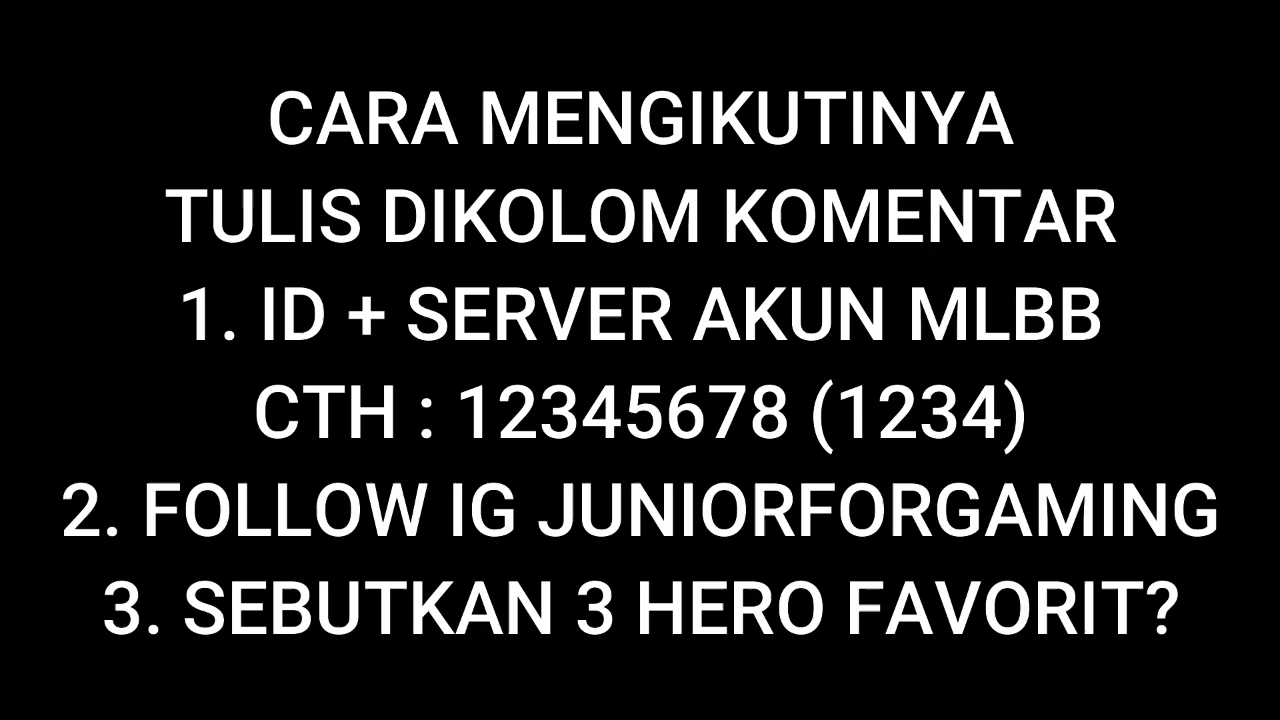 CARA MENGIKUTINYA
TULIS DIKOLOM KOMENTAR
1. ID + SERVER AKUN MLBB
CTH : 12345678 (1234)
2. FOLLOW IG JUNIORFORGAMING
3. SEBUTKAN 3 HERO FAVORIT?